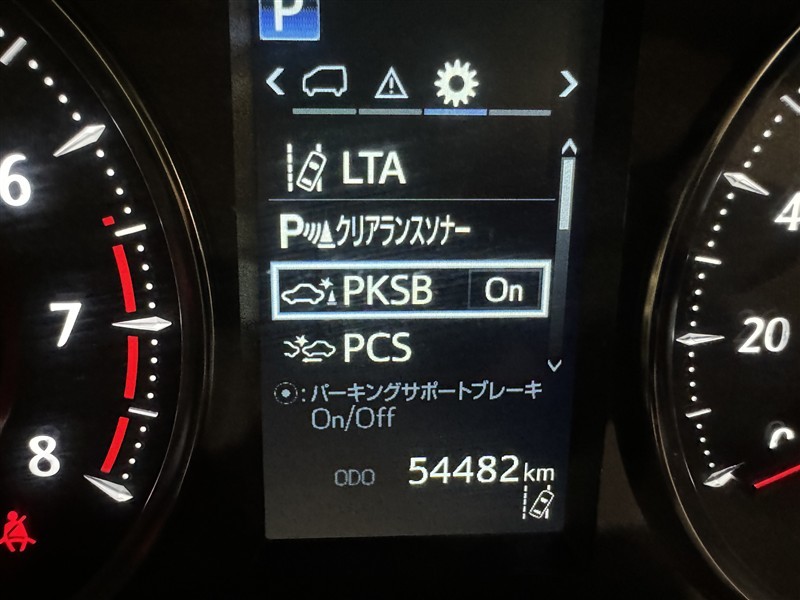 P
LTA
P クリアランスソナー
PKSB On
PCS
: パーキングサポートブレーキ
On/Off
ODO 54482km
6
7
8
4
20
0